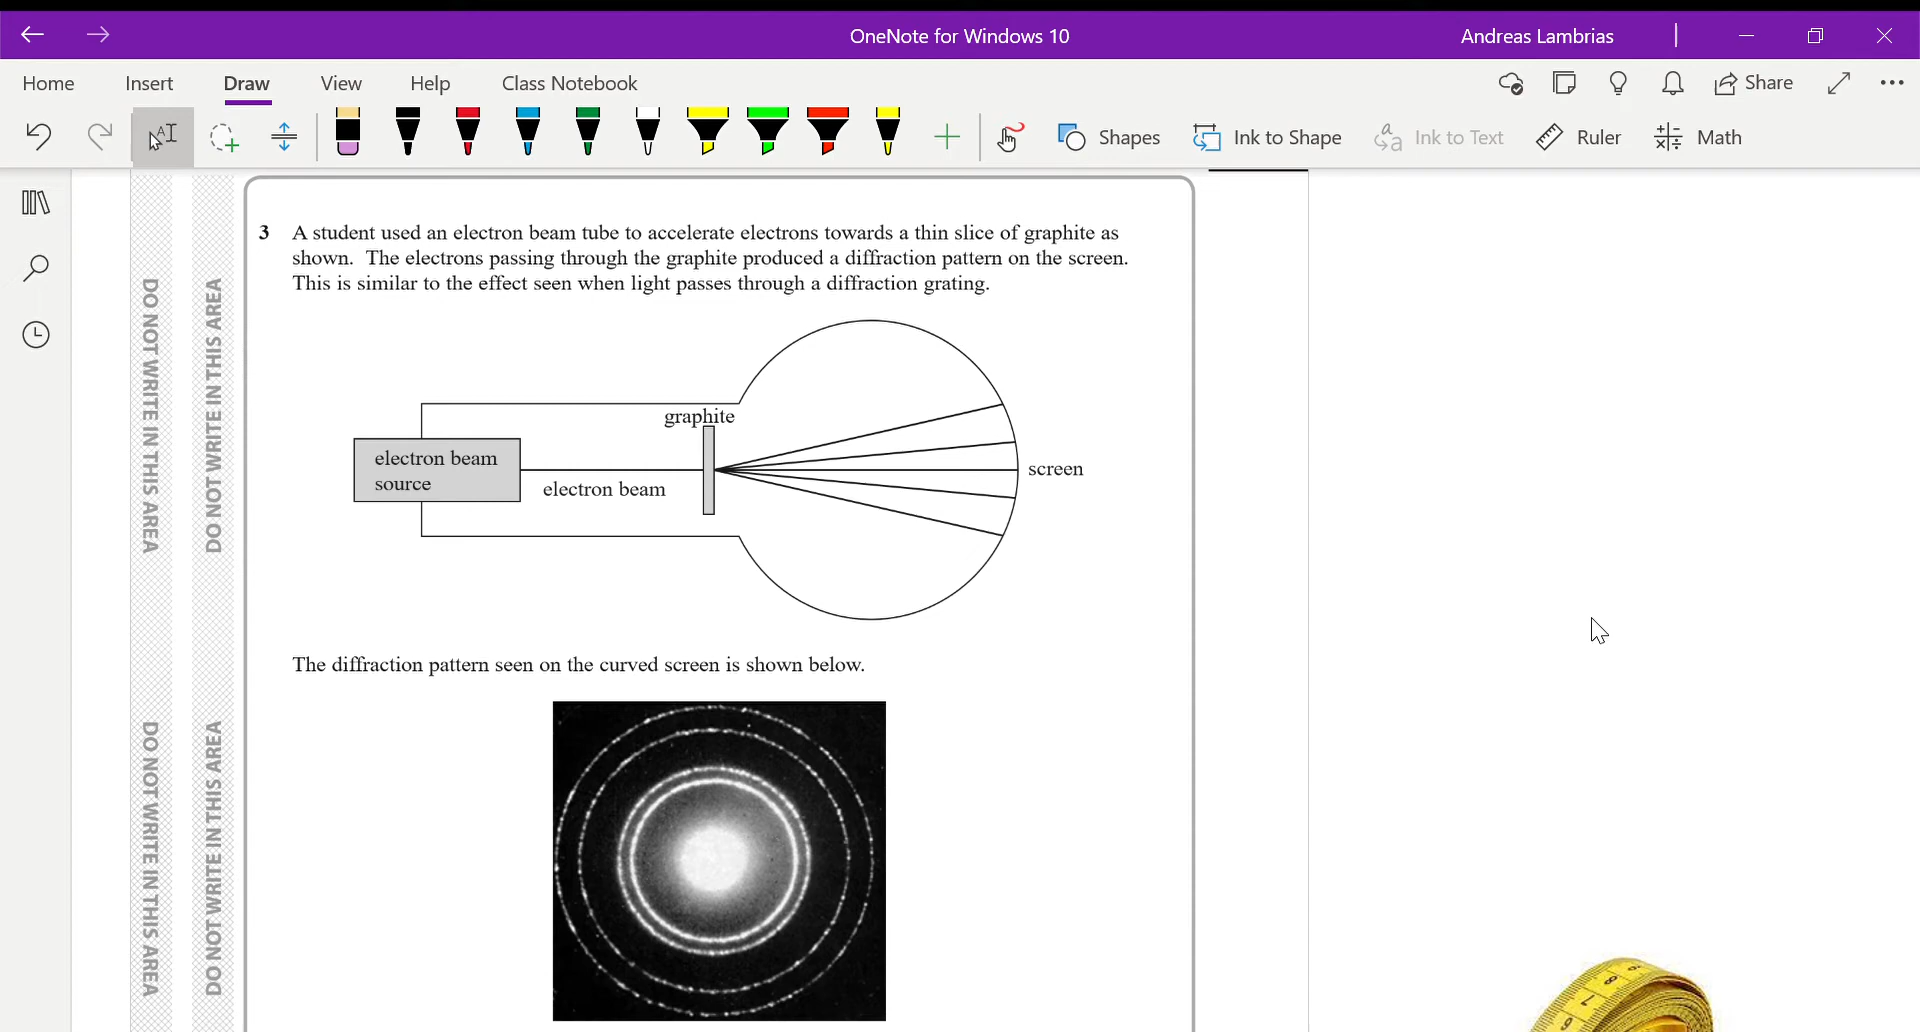 OneNote for Windows 10
Andreas Lambrias
Home Insert Draw View Help Class Notebook
Share
Shapes Ink to Shape Ink to Text Ruler Math
DO NOT WRITE IN THIS AREA
DO NOT WRITE IN THIS AREA
DO NOT WRITE IN THIS AREA
DO NOT WRITE IN THIS AREA
3 A student used an electron beam tube to accelerate electrons towards a thin slice of graphite as
shown. The electrons passing through the graphite produced a diffraction pattern on the screen.
This is similar to the effect seen when light passes through a diffraction grating.
graphite
electron beam
source
electron beam
screen
The diffraction pattern seen on the curved screen is shown below.
8
7